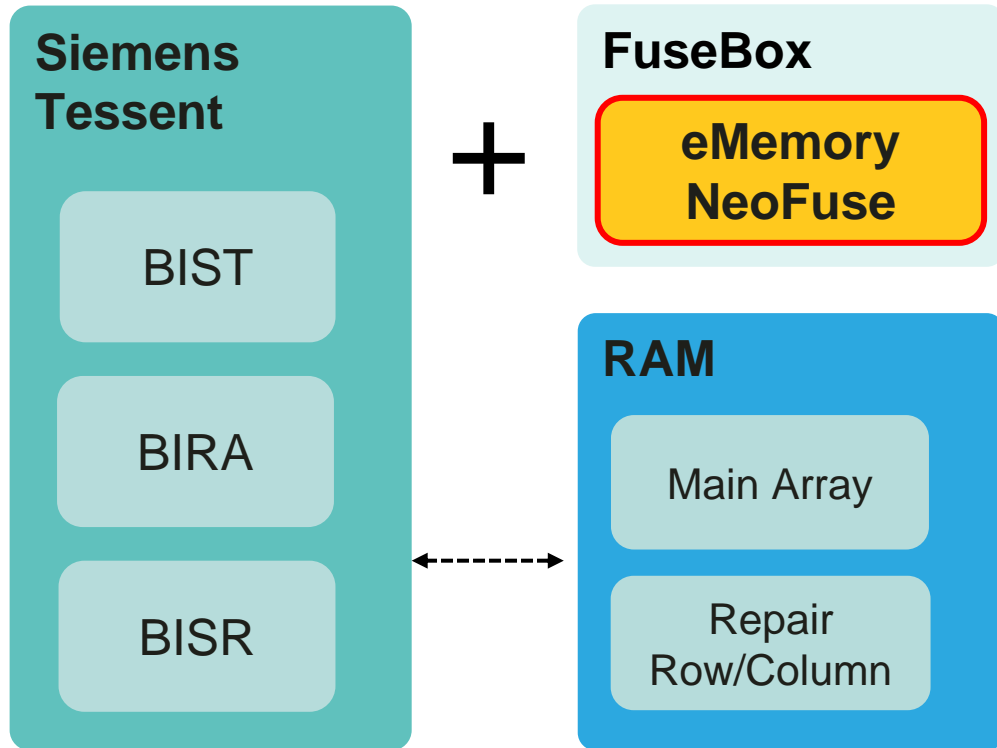 Siemens
Tessent
BIST
BIRA
BISR
+
FuseBox
eMemory
NeoFuse
RAM
Main Array
Repair
Row/Column